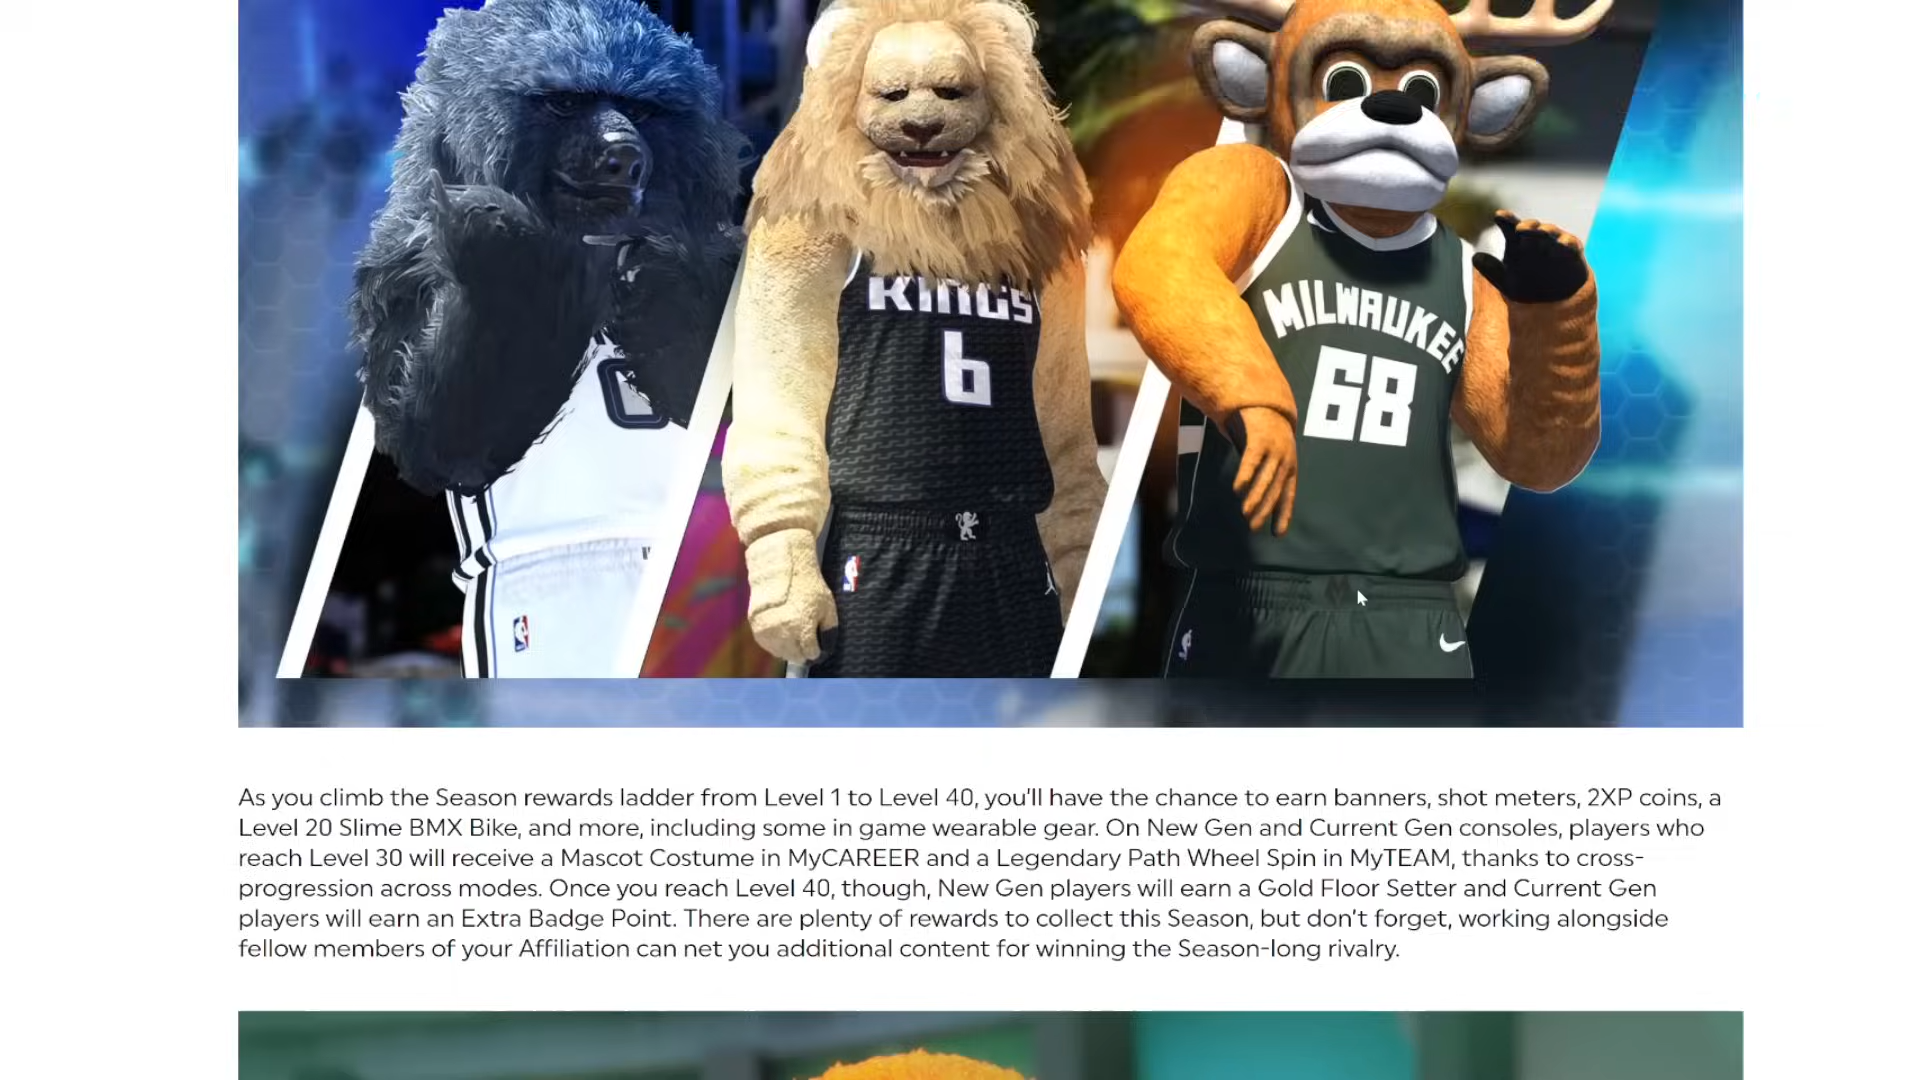 KINGS
6
MILWAUKEE
68
As you climb the Season rewards ladder from Level 1 to Level 40, you'll have the chance to earn banners, shot meters, 2XP coins, a
Level 20 Slime BMX Bike, and more, including some in game wearable gear. On New Gen and Current Gen consoles, players who
reach Level 30 will receive a Mascot Costume in MyCAREER and a Legendary Path Wheel Spin in MyTEAM, thanks to cross-
progression across modes. Once you reach Level 40, though, New Gen players will earn a Gold Floor Setter and Current Gen
players will earn an Extra Badge Point. There are plenty of rewards to collect this Season, but don't forget, working alongside
fellow members of your Affiliation can net you additional content for winning the Season-long rivalry.